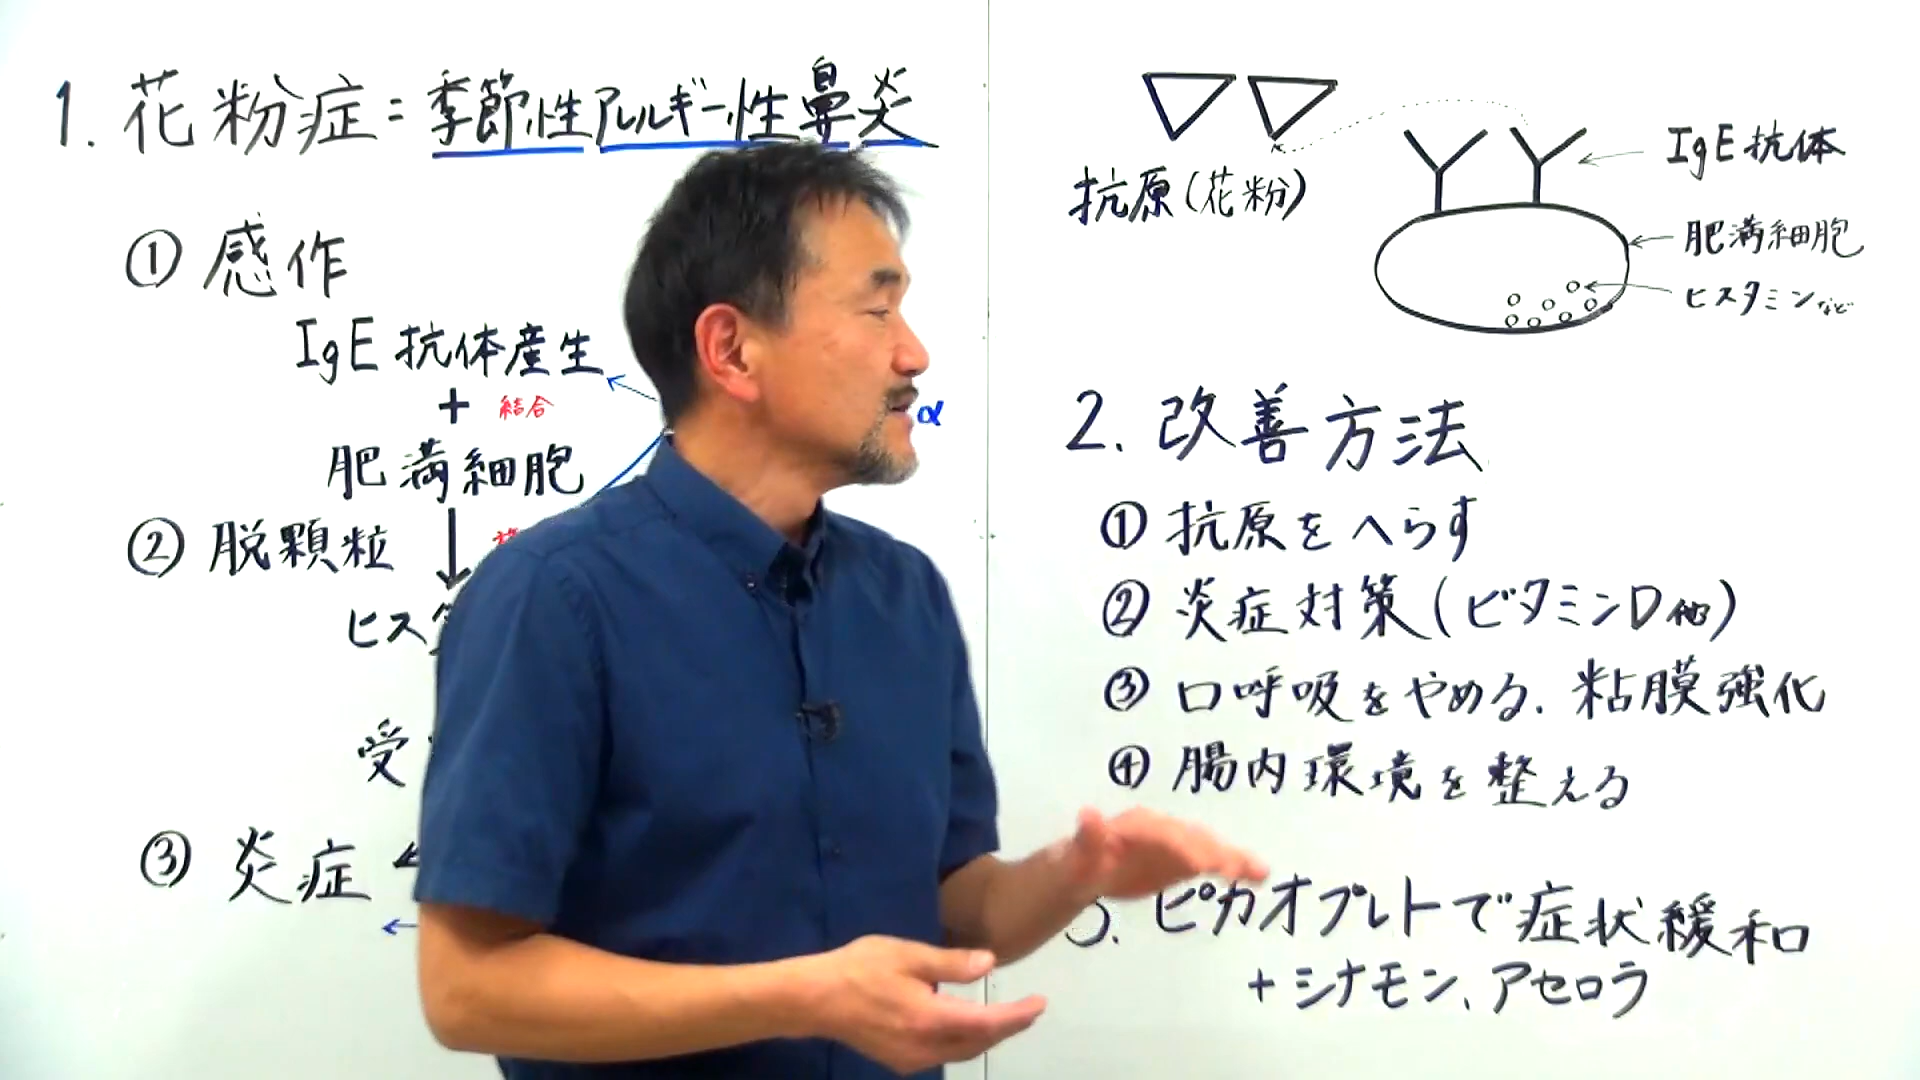 1. 花粉症=季節性アレルギー性鼻炎
① 感作
IgE 抗体産生
+ 結合
肥満細胞
② 脱顆粒
ヒス
受
③ 炎症
α
抗原(花粉)
IgE 抗体
肥満細胞
ヒスタミンなど
2. 改善方法
① 抗原をへらす
② 炎症対策(ビタミンD他)
③ 口呼吸をやめる. 粘膜強化
④ 腸内環境を整える
3. ピカオプレトで症状緩和
+シナモン、アセロラ